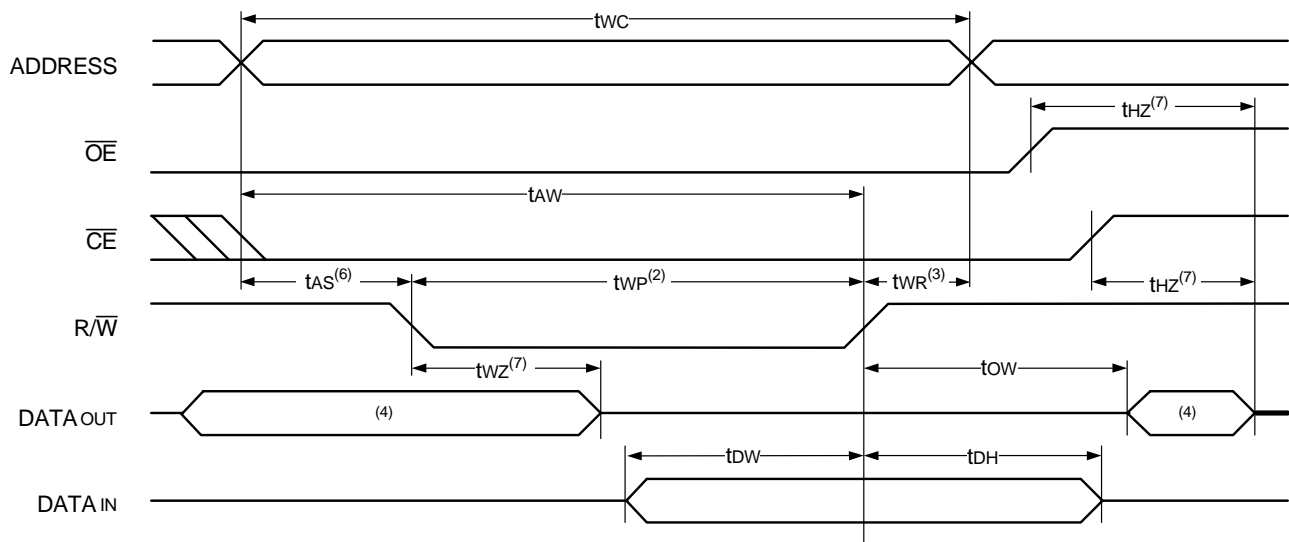 tWC
ADDRESS
tHZ(7)
OE
tAW
CE
tAS(6) tWP(2) tWR(3) tHZ(7)
R/W
tWZ(7) tOW
DATA OUT (4) (4)
tDW tDH
DATA IN